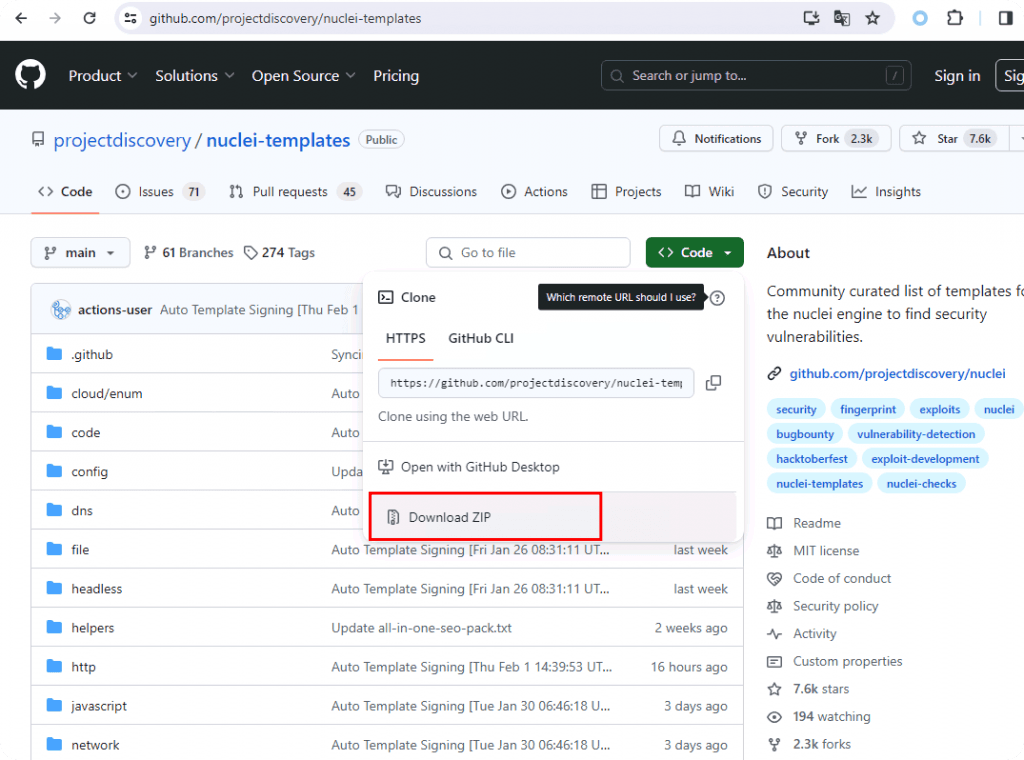 github.com/projectdiscovery/nuclei-templates
Product Solutions Open Source Pricing Search or jump to... / Sign in Sig
projectdiscovery / nuclei-templates Public Notifications Fork 2.3k Star 7.6k
Code Issues 71 Pull requests 45 Discussions Actions Projects Wiki Security Insights
main 61 Branches 274 Tags Go to file Code
actions-user Auto Template Signing [Thu Feb 1
.github Synci
cloud/enum Auto
code Auto
config Upda
dns Auto
file Auto Template Signing [Fri Jan 26 08:31:11 UT... last week
headless Auto Template Signing [Fri Jan 26 08:31:11 UT... last week
helpers Update all-in-one-seo-pack.txt 2 weeks ago
http Auto Template Signing [Thu Feb 1 14:39:53 UT... 16 hours ago
javascript Auto Template Signing [Tue Jan 30 06:46:18 U... 3 days ago
network Auto Template Signing [Tue Jan 30 06:46:18 U... 3 days ago
Clone Which remote URL should I use? ?
HTTPS GitHub CLI
https://github.com/projectdiscovery/nuclei-temp
Clone using the web URL.
Open with GitHub Desktop
Download ZIP
About
Community curated list of templates fo
the nuclei engine to find security
vulnerabilities.
github.com/projectdiscovery/nuclei
security fingerprint exploits nuclei
bugbounty vulnerability-detection
hacktoberfest exploit-development
nuclei-templates nuclei-checks
Readme
MIT license
Code of conduct
Security policy
Activity
Custom properties
7.6k stars
194 watching
2.3k forks